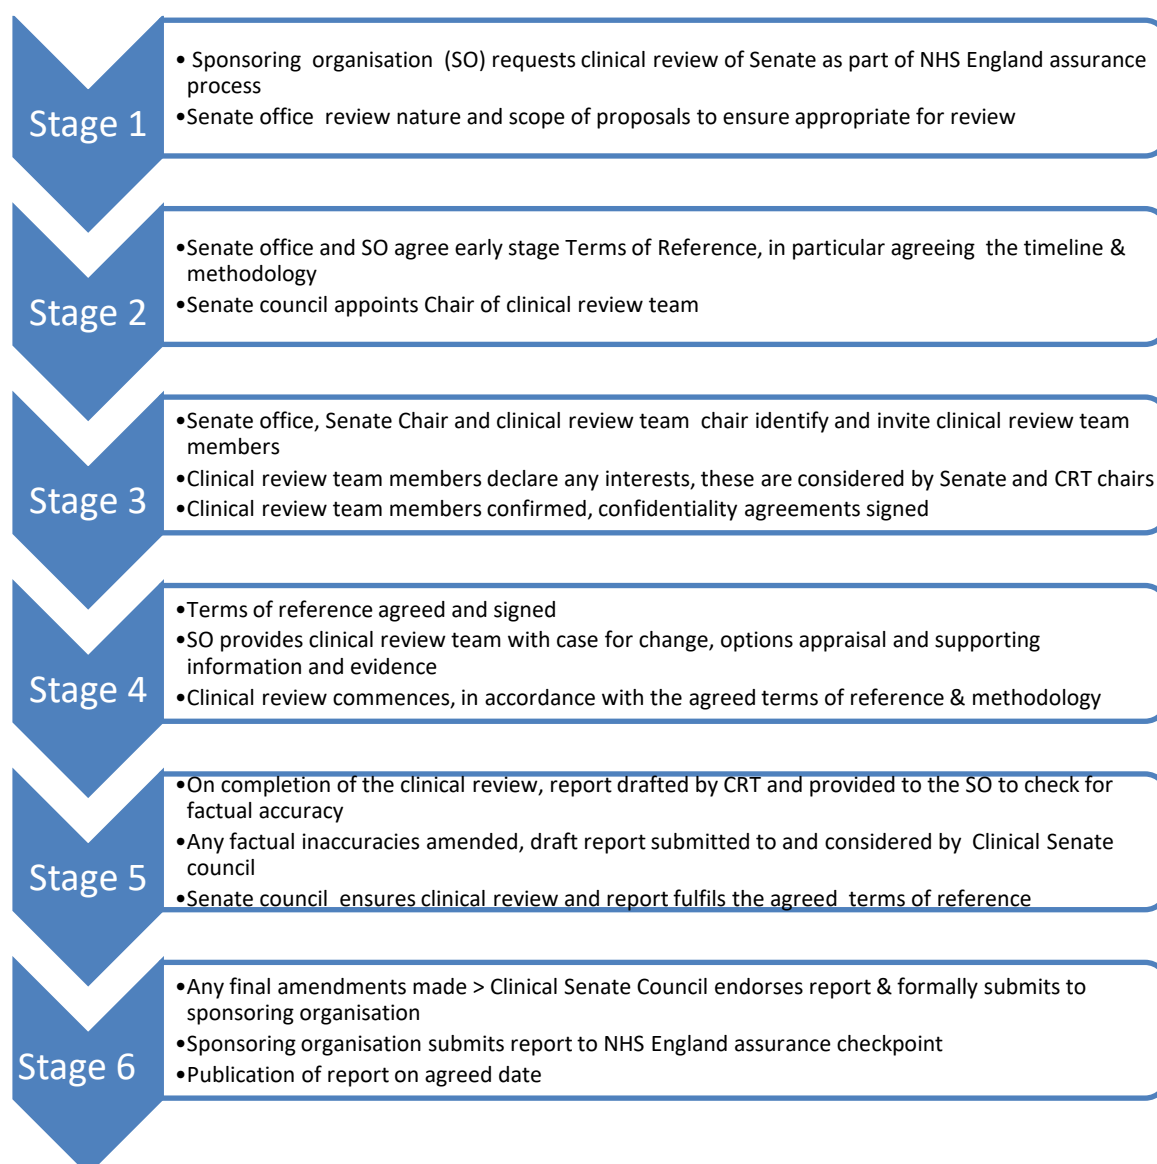 Stage 1
• Sponsoring organisation (SO) requests clinical review of Senate as part of NHS England assurance
process
•Senate office review nature and scope of proposals to ensure appropriate for review
Stage 2
•Senate office and SO agree early stage Terms of Reference, in particular agreeing the timeline &
methodology
•Senate council appoints Chair of clinical review team
Stage 3
•Senate office, Senate Chair and clinical review team chair identify and invite clinical review team
members
•Clinical review team members declare any interests, these are considered by Senate and CRT chairs
•Clinical review team members confirmed, confidentiality agreements signed
Stage 4
•Terms of reference agreed and signed
•SO provides clinical review team with case for change, options appraisal and supporting
information and evidence
•Clinical review commences, in accordance with the agreed terms of reference & methodology
Stage 5
•On completion of the clinical review, report drafted by CRT and provided to the SO to check for
factual accuracy
•Any factual inaccuracies amended, draft report submitted to and considered by Clinical Senate
council
•Senate council ensures clinical review and report fulfils the agreed terms of reference
Stage 6
•Any final amendments made > Clinical Senate Council endorses report & formally submits to
sponsoring organisation
•Sponsoring organisation submits report to NHS England assurance checkpoint
•Publication of report on agreed date